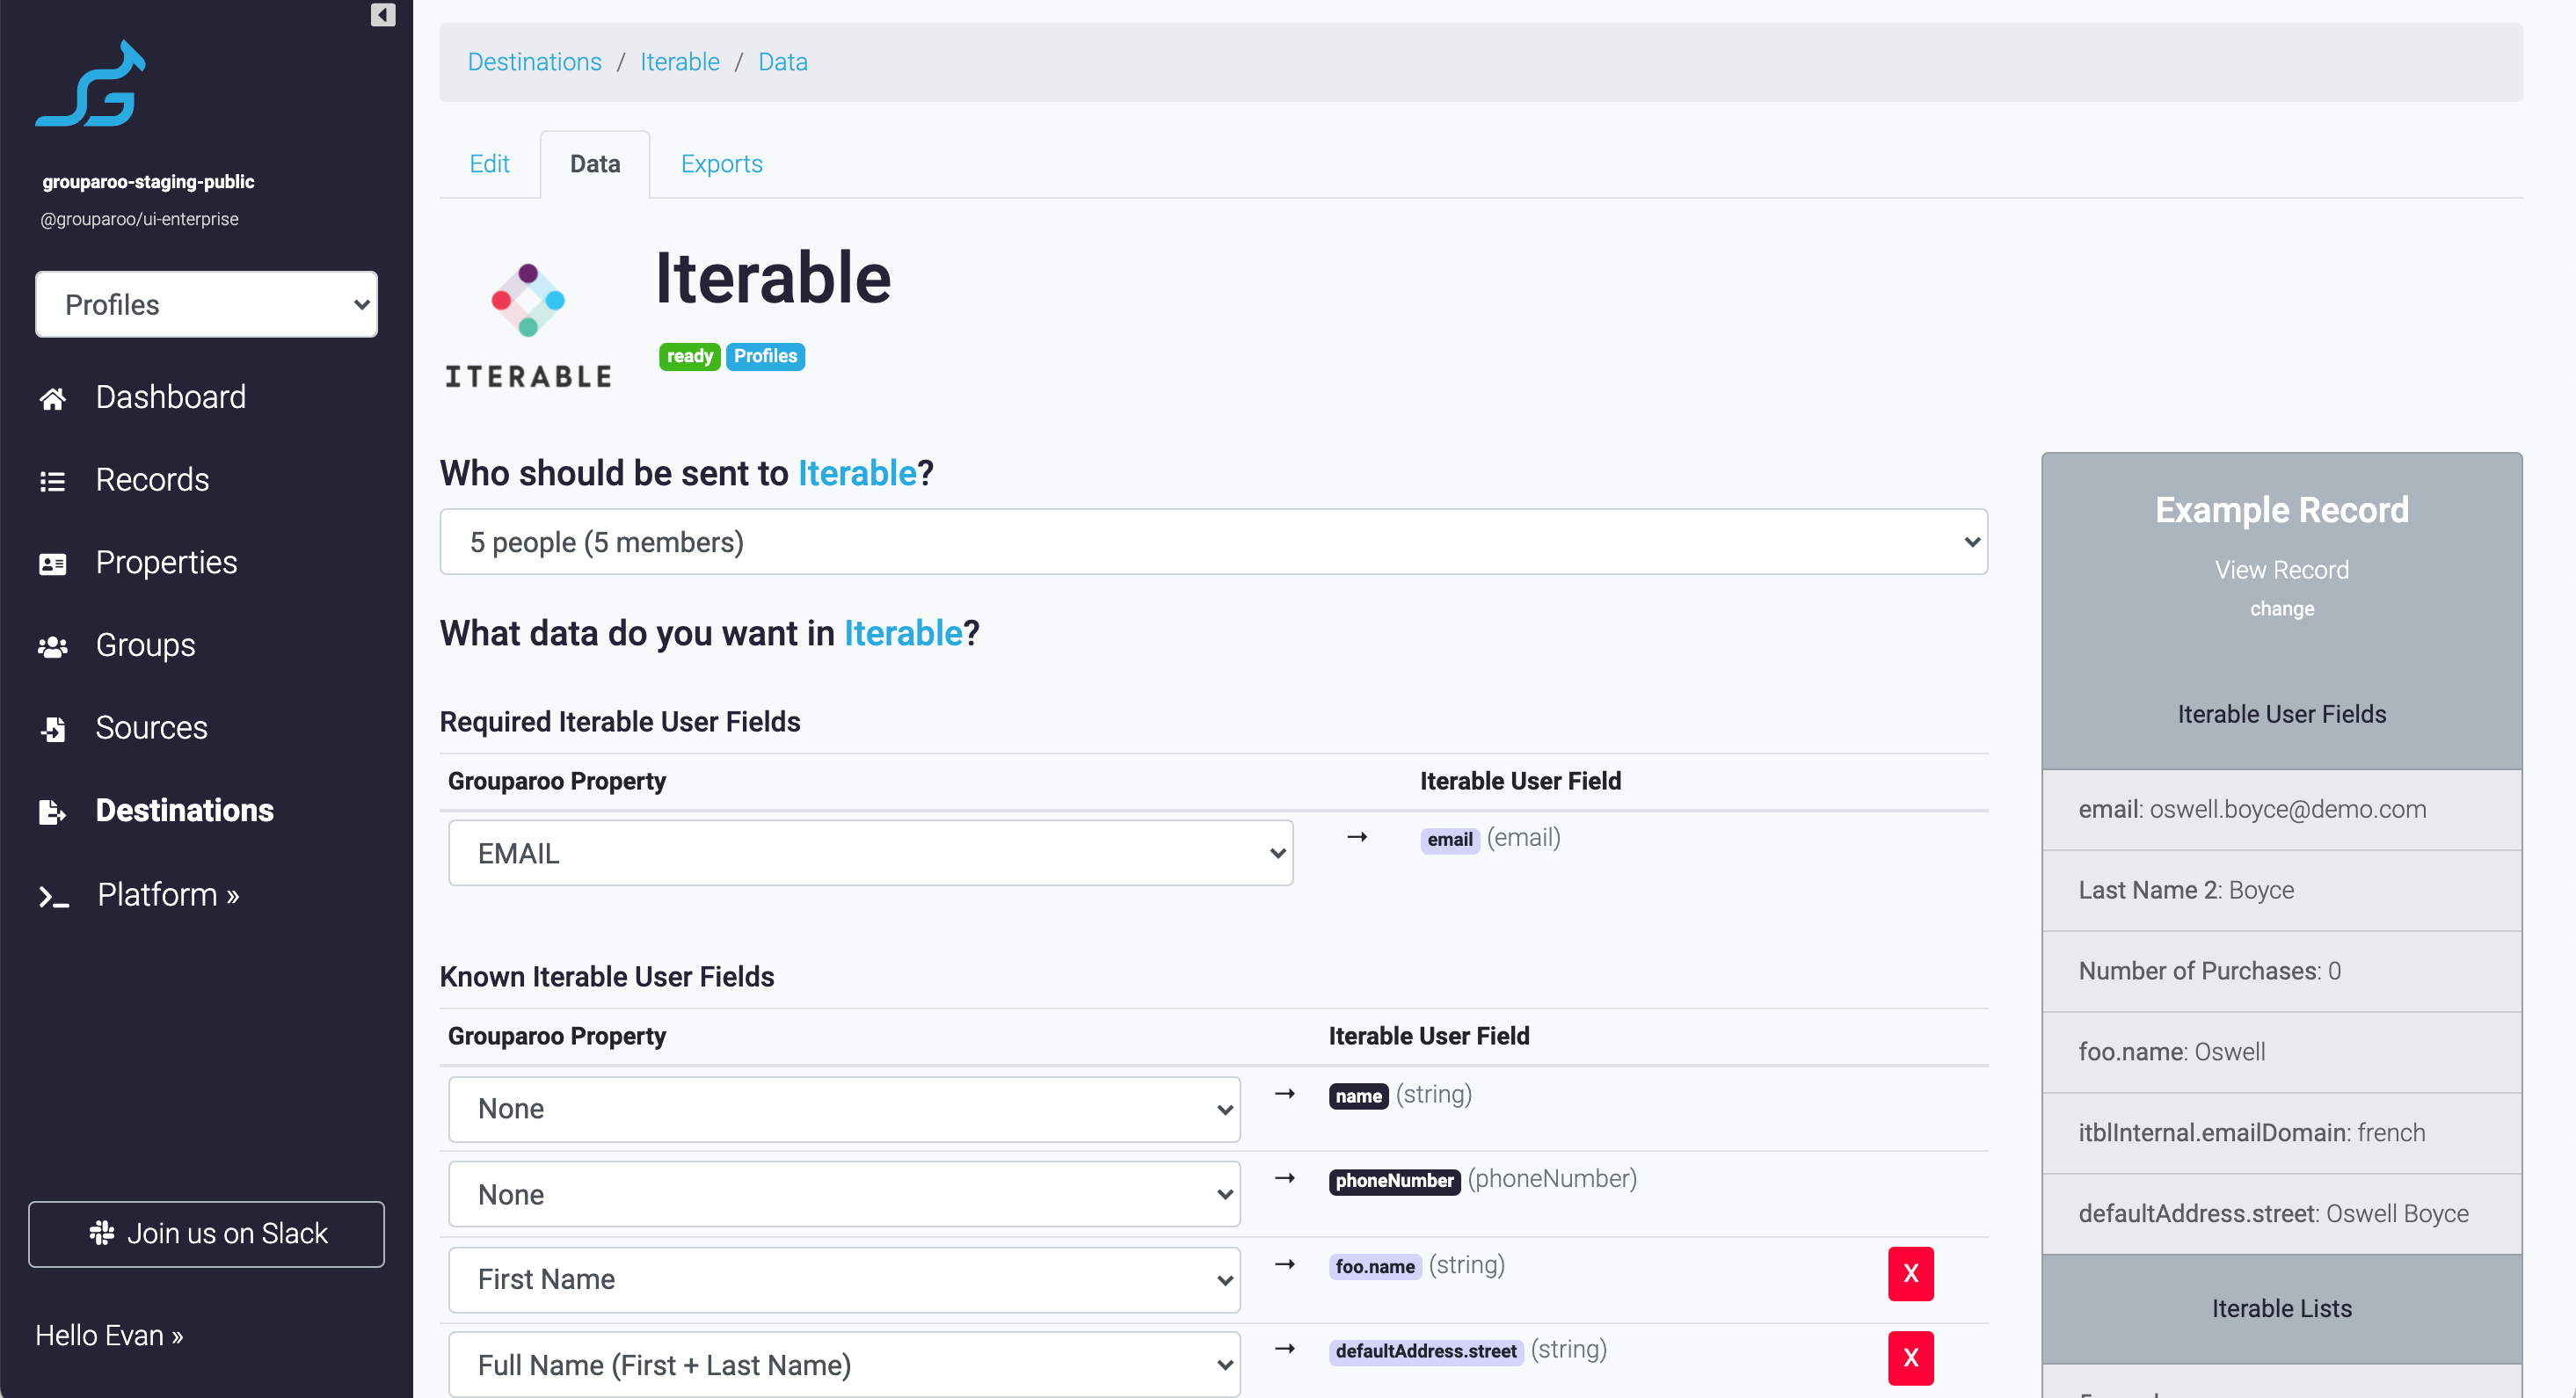 grouparoo-staging-public
@grouparoo/ui-enterprise
Profiles
Dashboard
Records
Properties
Groups
Sources
Destinations
Platform »
Join us on Slack
Hello Evan »
Destinations / Iterable / Data
Edit Data Exports
ITERABLE
Iterable
ready Profiles
Who should be sent to Iterable?
5 people (5 members)
What data do you want in Iterable?
Required Iterable User Fields
Grouparoo Property Iterable User Field
EMAIL → email (email)
Known Iterable User Fields
Grouparoo Property Iterable User Field
None → name (string)
None → phoneNumber (phoneNumber)
First Name → foo.name (string) X
Full Name (First + Last Name) → defaultAddress.street (string) X
Example Record
View Record
change
Iterable User Fields
email: oswell.boyce@demo.com
Last Name 2: Boyce
Number of Purchases: 0
foo.name: Oswell
itblInternal.emailDomain: french
defaultAddress.street: Oswell Boyce
Iterable Lists